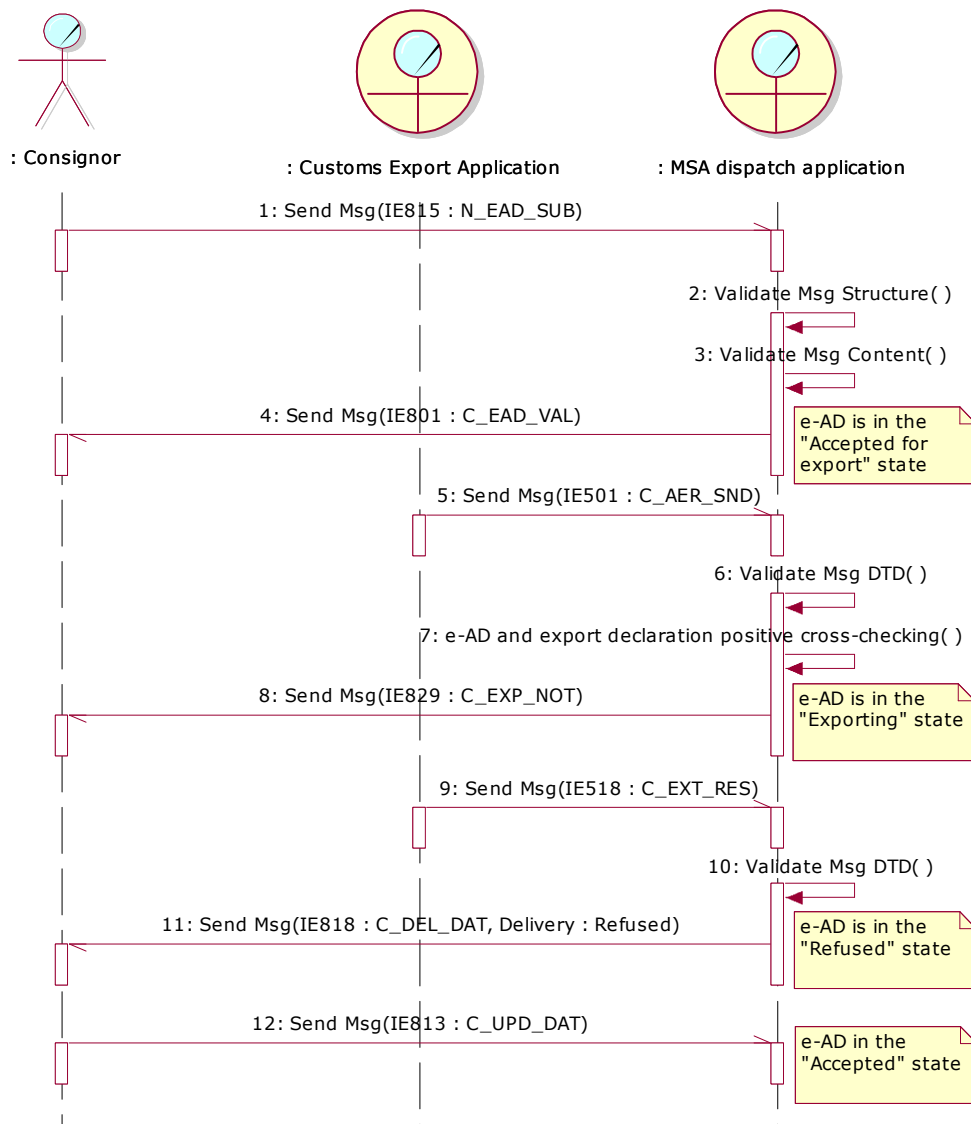 : Consignor
: Customs Export Application
: MSA dispatch application
1: Send Msg(IE815 : N_EAD_SUB)
2: Validate Msg Structure( )
3: Validate Msg Content( )
4: Send Msg(IE801 : C_EAD_VAL)
e-AD is in the
"Accepted for
export" state
5: Send Msg(IE501 : C_AER_SND)
6: Validate Msg DTD( )
7: e-AD and export declaration positive cross-checking( )
8: Send Msg(IE829 : C_EXP_NOT)
e-AD is in the
"Exporting" state
9: Send Msg(IE518 : C_EXT_RES)
10: Validate Msg DTD( )
11: Send Msg(IE818 : C_DEL_DAT, Delivery : Refused)
e-AD is in the
"Refused" state
12: Send Msg(IE813 : C_UPD_DAT)
e-AD in the
"Accepted" state